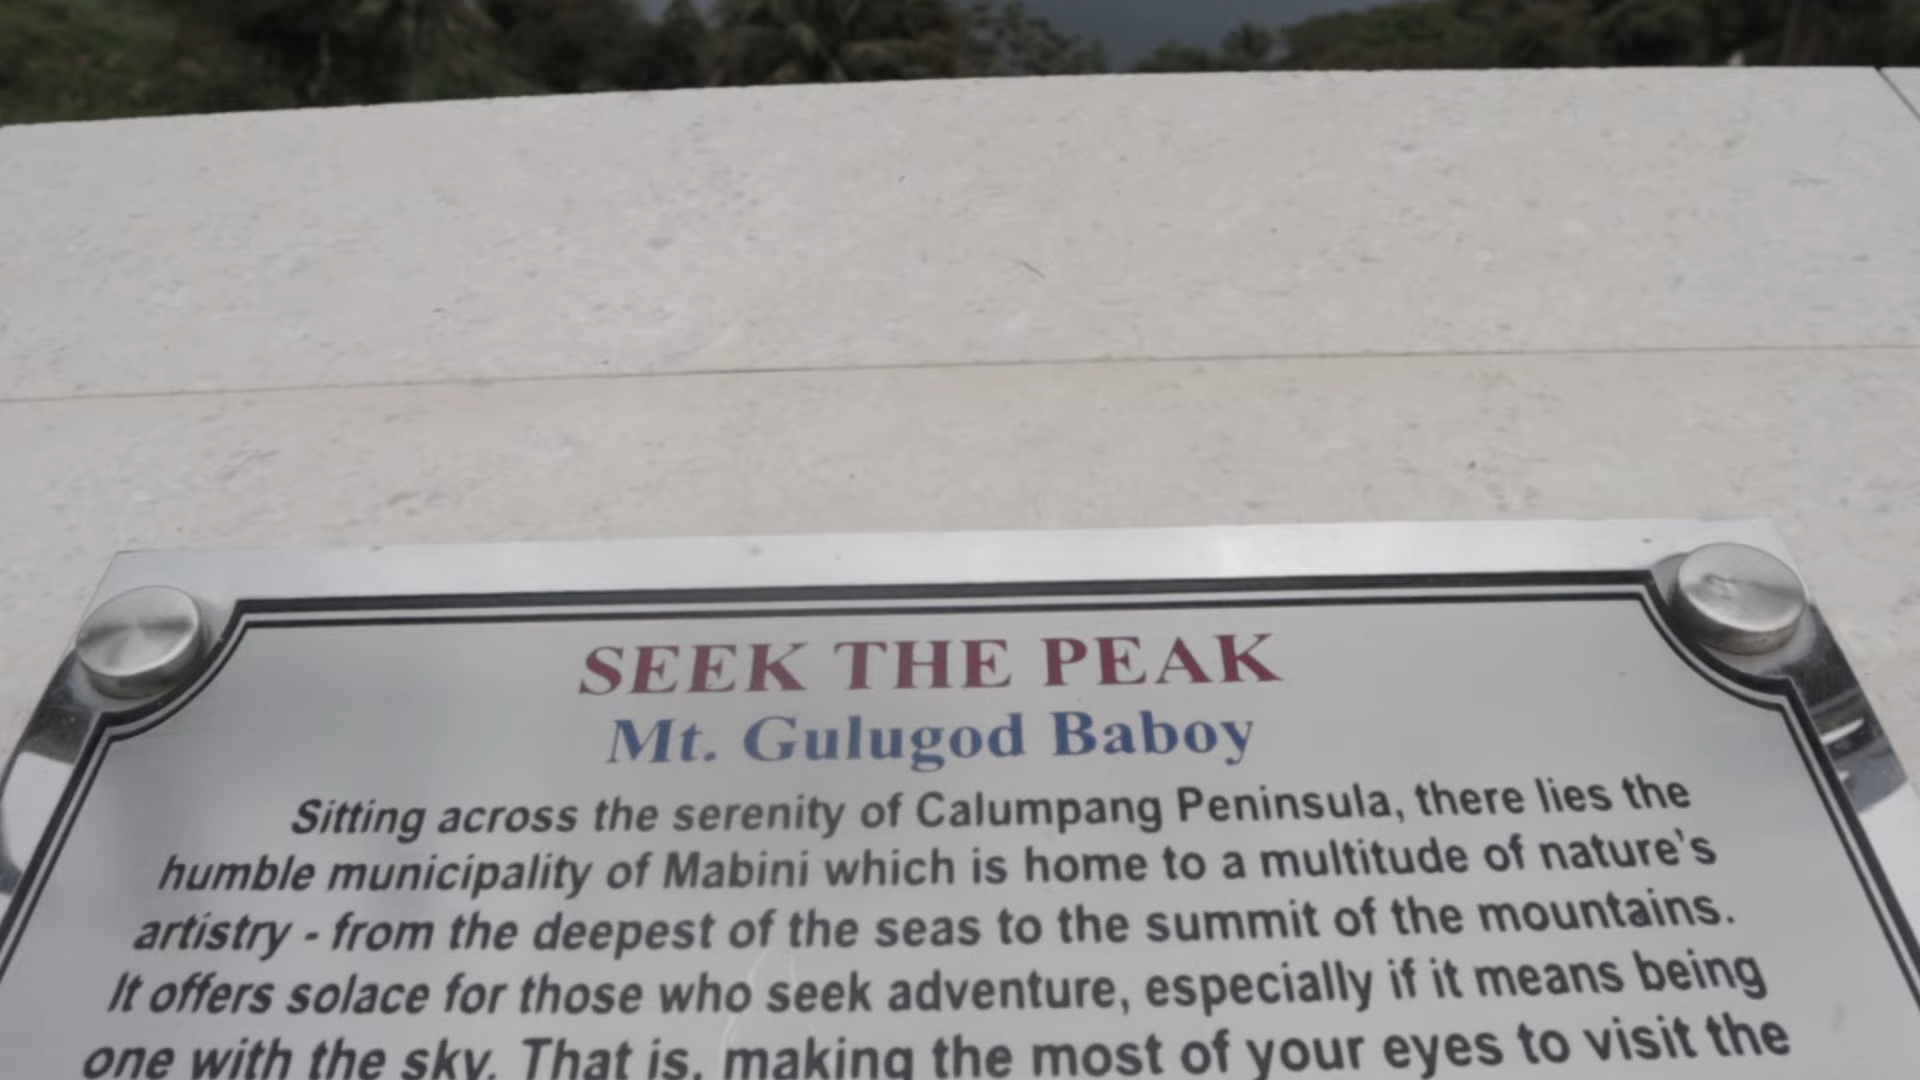 SEEK THE PEAK
Mt. Gulugod Baboy
Sitting across the serenity of Calumpang Peninsula, there lies the
humble municipality of Mabini which is home to a multitude of nature's
artistry - from the deepest of the seas to the summit of the mountains.
It offers solace for those who seek adventure, especially if it means being
one with the sky. That is, making the most of your eyes to visit the